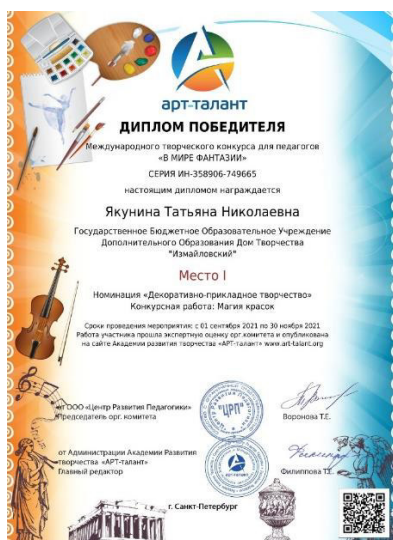 арт-талант
ДИПЛОМ ПОБЕДИТЕЛЯ
Международного творческого конкурса для педагогов
«В МИРЕ ФАНТАЗИИ»
СЕРИЯ ИН-358906-749665
настоящим дипломом награждается
Якунина Татьяна Николаевна
Государственное Бюджетное Образовательное Учреждение
Дополнительного Образования Дом Творчества
"Измайловский"
Место I
Номинация «Декоративно-прикладное творчество»
Конкурсная работа: Магия красок
Сроки проведения мероприятия: с 01 сентября 2021 по 30 ноября 2021
Работа участника прошла экспертную оценку орг.комитета и опубликована
на сайте Академии развития творчества «АРТ-талант» www.art-talant.org
от ООО «Центр Развития Педагогики»
Председатель орг. комитета
"ЦРП"
Воронова Т.Е.
от Администрации Академии Развития
творчества «АРТ-талант»
Главный редактор
Филиппова Т.Е.
г. Санкт-Петербург